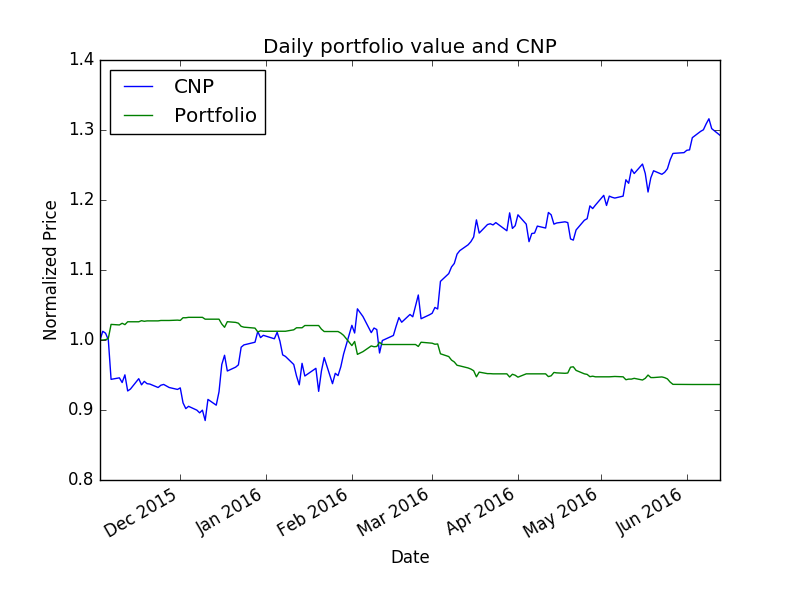 Daily portfolio value and CNP
CNP
Portfolio
1.4
1.3
1.2
1.1
1.0
0.9
0.8
Normalized Price
Dec 2015
Jan 2016
Feb 2016
Mar 2016
Apr 2016
May 2016
Jun 2016
Date